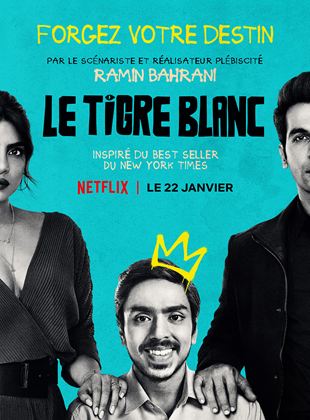 FORGEZ VOTRE DESTIN
PAR LE SCÉNARISTE ET RÉALISATEUR PLÉBISCITÉ
RAMIN BAHRANI
LE TIGRE BLANC
INSPIRÉ DU BEST SELLER
DU NEW YORK TIMES
NETFLIX | LE 22 JANVIER